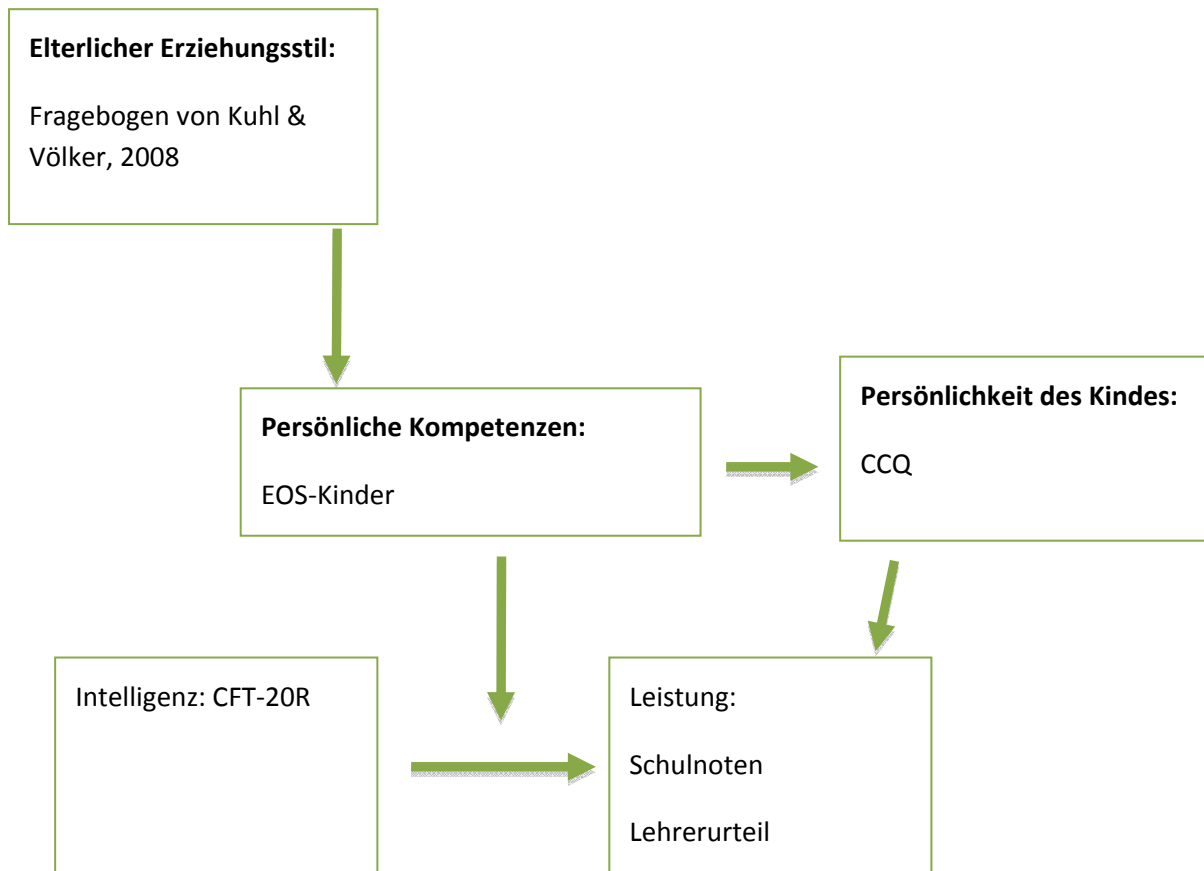 Elterlicher Erziehungsstil:
Fragebogen von Kuhl &
Völker, 2008
Persönliche Kompetenzen:
EOS-Kinder
Persönlichkeit des Kindes:
CCQ
Intelligenz: CFT-20R
Leistung:
Schulnoten
Lehrerurteil